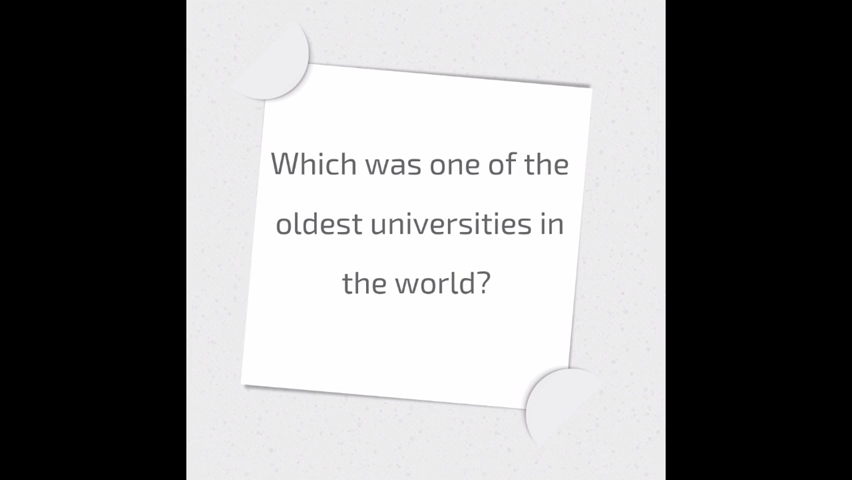 Which was one of the
oldest universities in
the world?